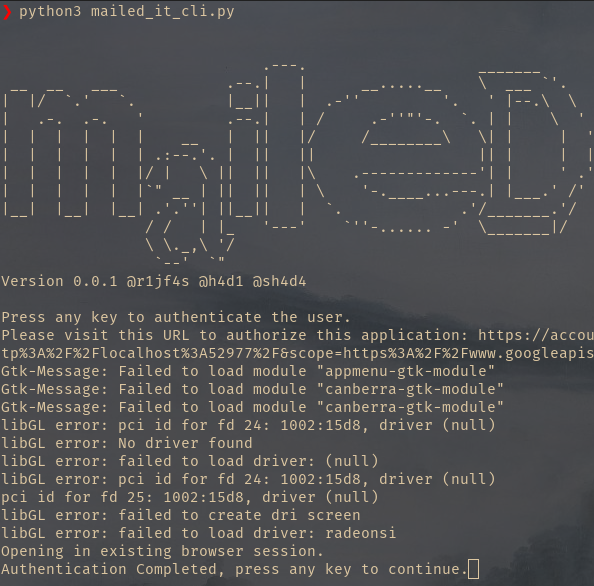 ❯ python3 mailed_it_cli.py
maileD
Version 0.0.1 @r1jf4s @h4d1 @sh4d4
Press any key to authenticate the user.
Please visit this URL to authorize this application: https://accou
tp%3A%2F%2Flocalhost%3A52977%2F&scope=https%3A%2F%2Fwww.googleapis
Gtk-Message: Failed to load module "appmenu-gtk-module"
Gtk-Message: Failed to load module "canberra-gtk-module"
Gtk-Message: Failed to load module "canberra-gtk-module"
libGL error: pci id for fd 24: 1002:15d8, driver (null)
libGL error: No driver found
libGL error: failed to load driver: (null)
libGL error: pci id for fd 24: 1002:15d8, driver (null)
pci id for fd 25: 1002:15d8, driver (null)
libGL error: failed to create dri screen
libGL error: failed to load driver: radeonsi
Opening in existing browser session.
Authentication Completed, press any key to continue.